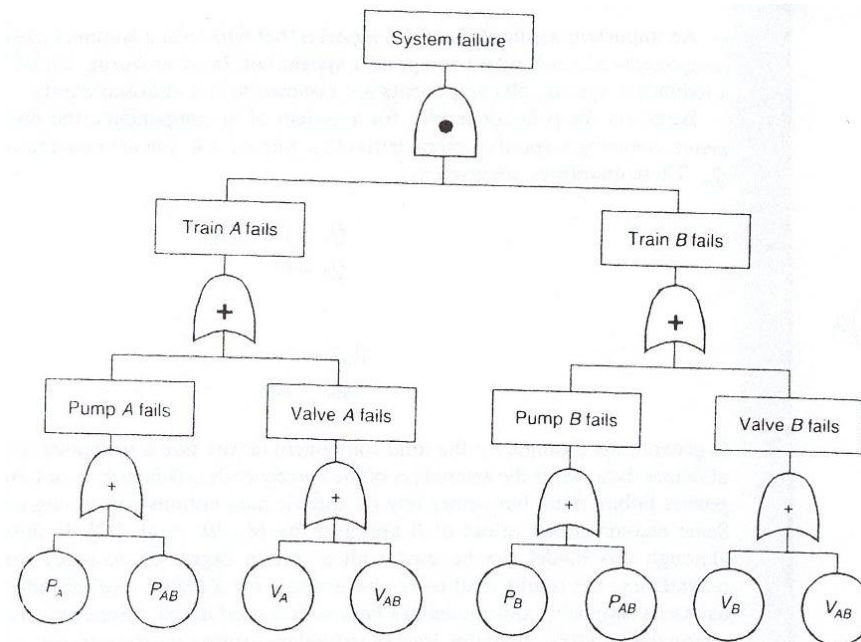 System failure
Train A fails
Train B fails
+
+
Pump A fails
Valve A fails
Pump B fails
Valve B fails
+
+
+
+
P_A
P_AB
V_A
V_AB
P_B
P_AB
V_B
V_AB